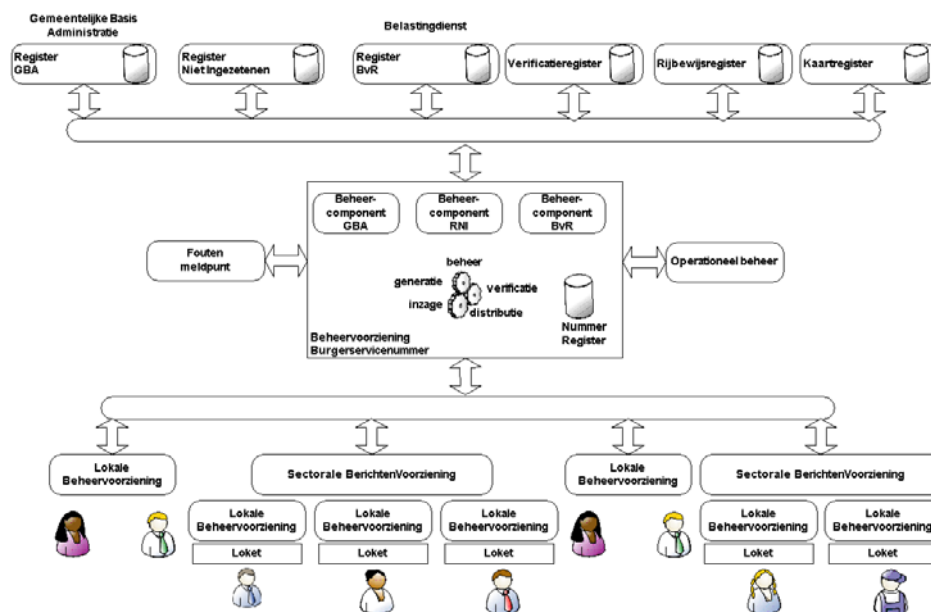 Gemeentelijke Basis
Administratie
Belastingdienst
Register
GBA
Register
Niet Ingezetenen
Register
BvR
Verificatieregister
Rijbewijsregister
Kaartregister
Beheer-
component
GBA
Beheer-
component
RNI
Beheer-
component
BvR
Fouten
meldpunt
Operationeel beheer
beheer
generatie
verificatie
inzage
distributie
Nummer
Register
Beheervoorziening
Burgerservicenummer
Lokale
Beheervoorziening
Sectorale BerichtenVoorziening
Lokale
Beheervoorziening
Sectorale BerichtenVoorziening
Lokale
Beheervoorziening
Lokale
Beheervoorziening
Lokale
Beheervoorziening
Lokale
Beheervoorziening
Lokale
Beheervoorziening
Loket
Loket
Loket
Loket
Loket